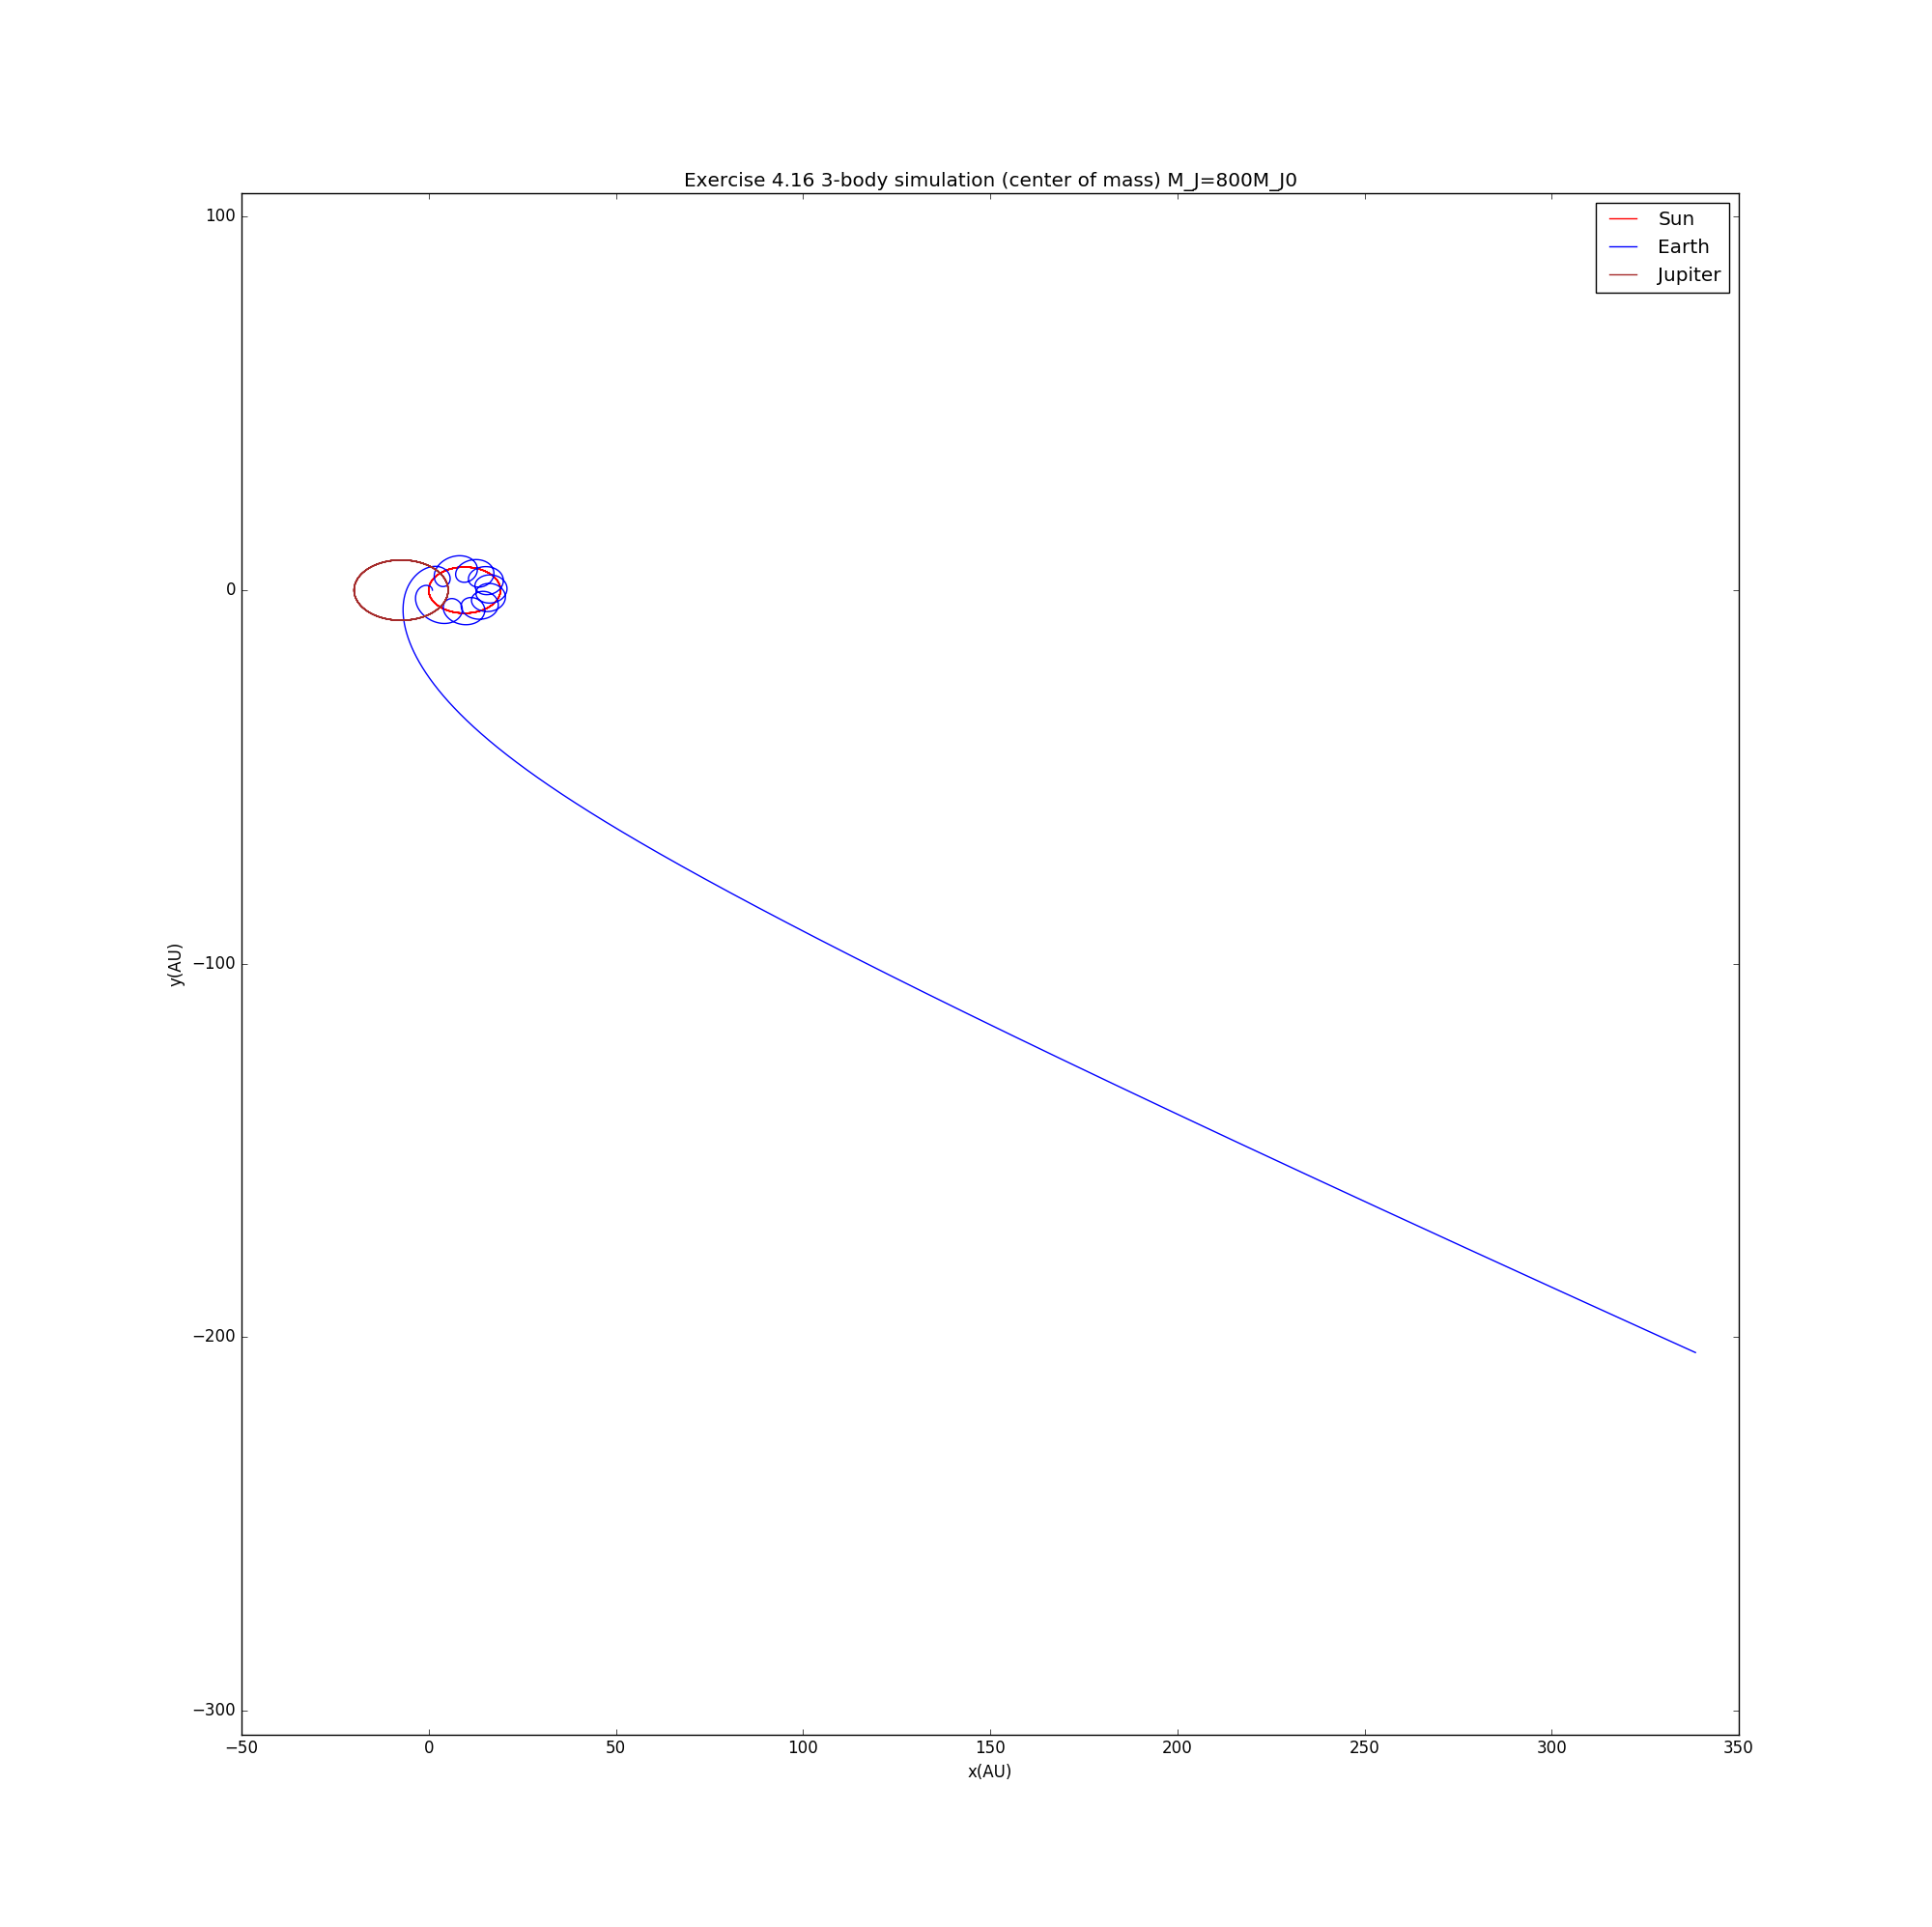 Exercise 4.16 3-body simulation (center of mass) M_J=800M_J0
Sun
Earth
Jupiter
100
0
−100
−200
−300
y(AU)
−50 0 50 100 150 200 250 300 350
x(AU)